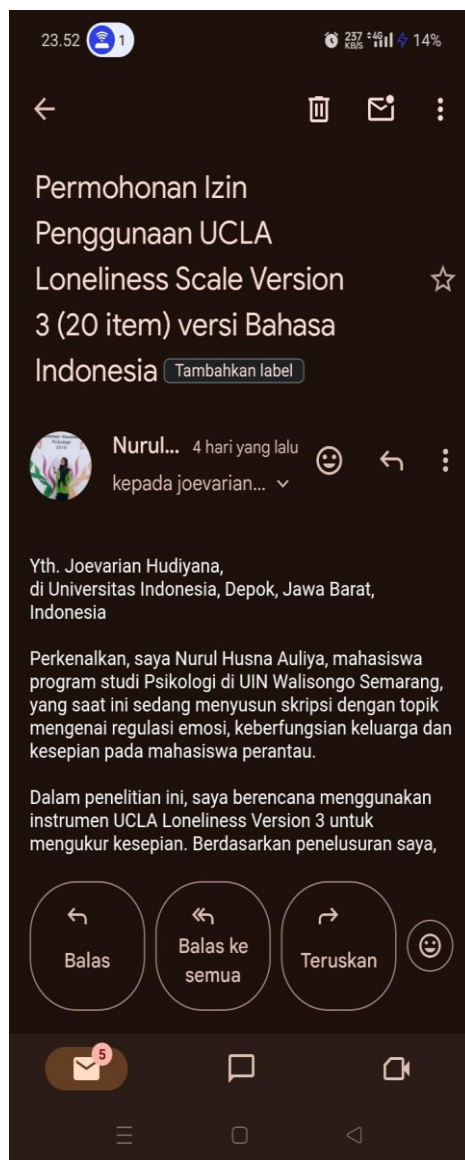 23.52 1 237 KB/S 4G 14%
Permohonan Izin
Penggunaan UCLA
Loneliness Scale Version
3 (20 item) versi Bahasa
Indonesia Tambahkan label
Nurul... 4 hari yang lalu
kepada joevarian...
Yth. Joevarian Hudiyana,
di Universitas Indonesia, Depok, Jawa Barat,
Indonesia
Perkenalkan, saya Nurul Husna Auliya, mahasiswa
program studi Psikologi di UIN Walisongo Semarang,
yang saat ini sedang menyusun skripsi dengan topik
mengenai regulasi emosi, keberfungsian keluarga dan
kesepian pada mahasiswa perantau.
Dalam penelitian ini, saya berencana menggunakan
instrumen UCLA Loneliness Version 3 untuk
mengukur kesepian. Berdasarkan penelusuran saya,
Balas
Balas ke
semua
Teruskan
5